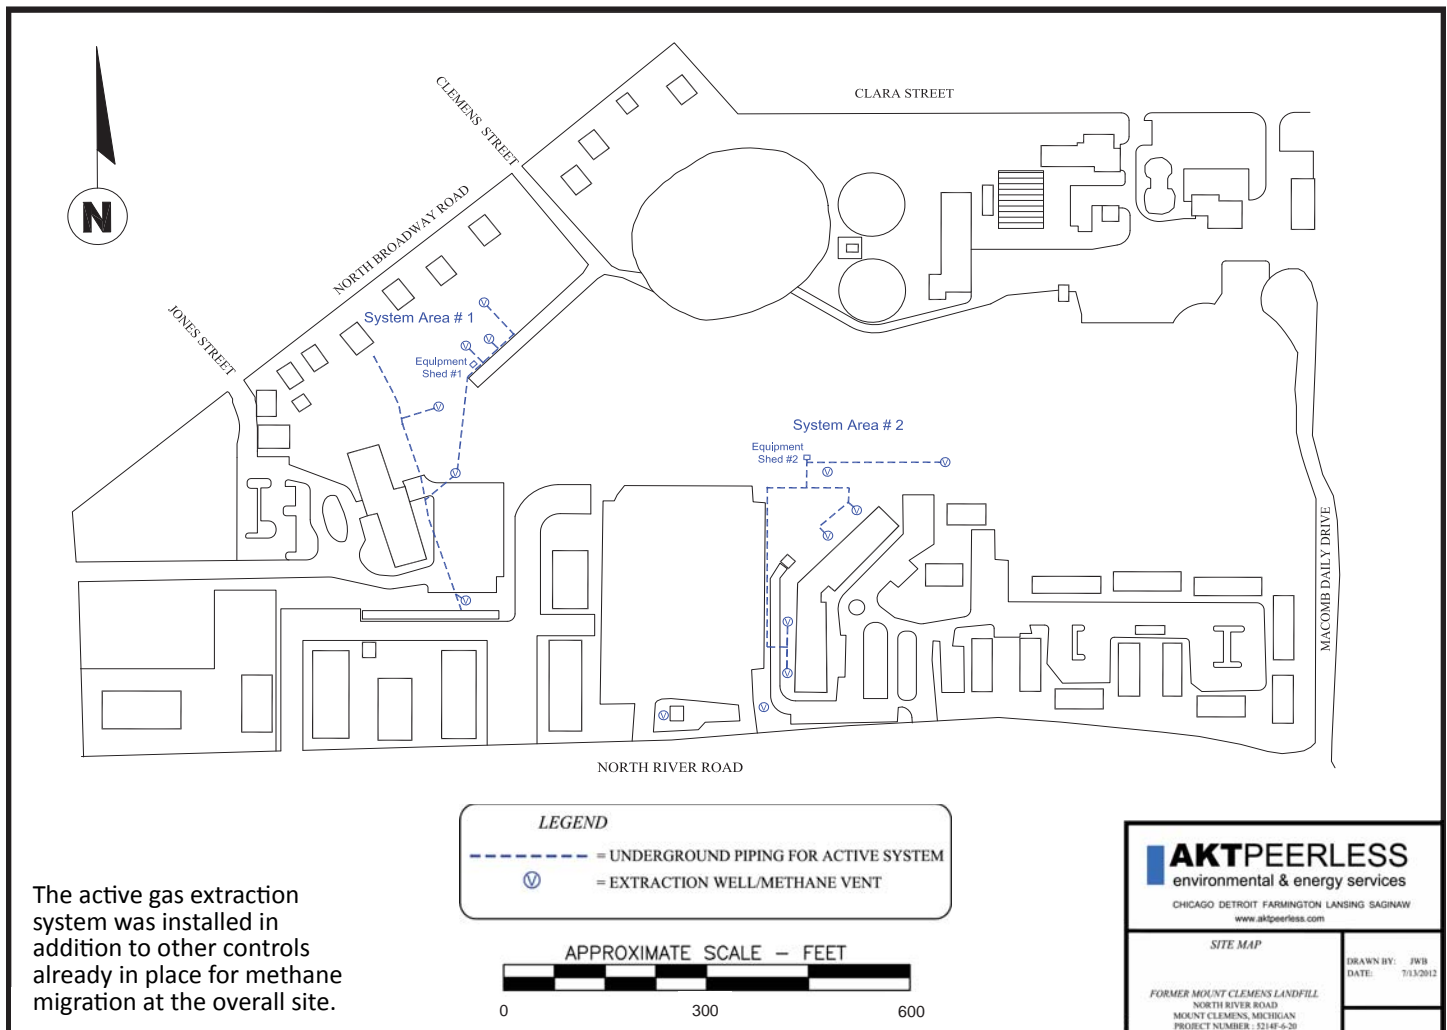 CLARA STREET
CLEMENS STREET
NORTH BROADWAY ROAD
JONES STREET
N
System Area # 1
Equipment
Shed #1
System Area # 2
Equipment
Shed #2
V
V
V
V
V
V
V
V
V
V
V
V
V
V
MACOMB DAILY DRIVE
NORTH RIVER ROAD
LEGEND
= UNDERGROUND PIPING FOR ACTIVE SYSTEM
V = EXTRACTION WELL/METHANE VENT
The active gas extraction
system was installed in
addition to other controls
already in place for methane
migration at the overall site.
APPROXIMATE SCALE – FEET
0 300 600
AKTPEERLESS
environmental & energy services
CHICAGO DETROIT FARMINGTON LANSING SAGINAW
www.aktpeerless.com
SITE MAP
FORMER MOUNT CLEMENS LANDFILL
NORTH RIVER ROAD
MOUNT CLEMENS, MICHIGAN
PROJECT NUMBER : 5214F-6-20
DRAWN BY: JWB
DATE: 7/13/2012